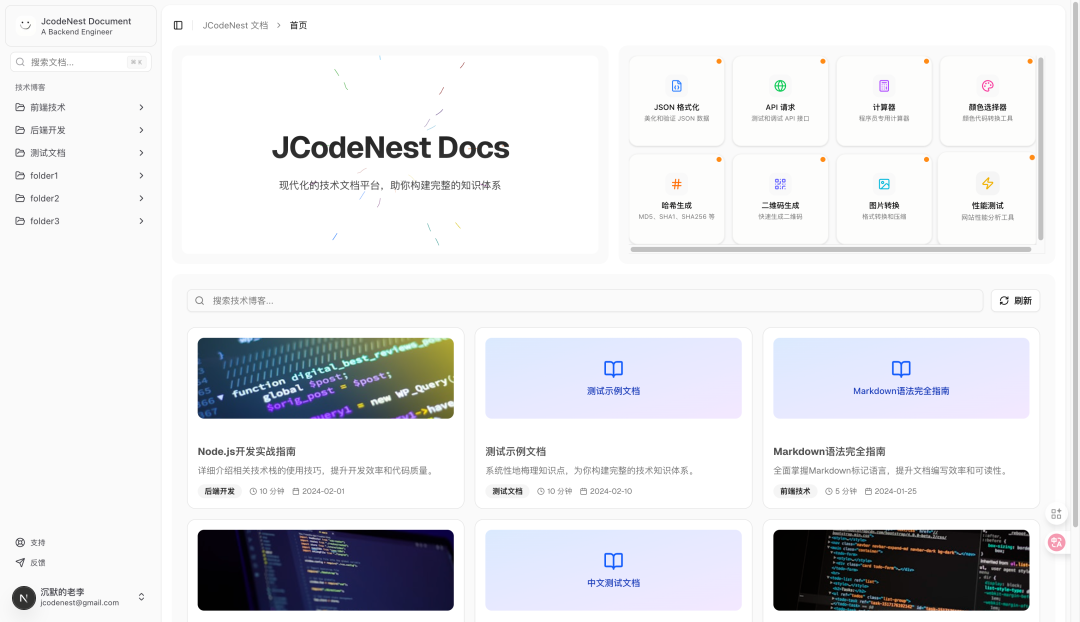 JcodeNest Document
A Backend Engineer
搜索文档...
⌘ K
技术博客
前端技术
后端开发
测试文档
folder1
folder2
folder3
支持
反馈
N
沉默的老李
jcodenest@gmail.com
JCodeNest 文档 > 首页
JCodeNest Docs
现代化的技术文档平台，助你构建完整的知识体系
JSON 格式化
美化和验证 JSON 数据
API 请求
测试和调试 API 接口
计算器
程序员专用计算器
颜色选择器
颜色代码转换工具
哈希生成
MD5、SHA1、SHA256 等
二维码生成
快速生成二维码
图片转换
格式转换和压缩
性能测试
网站性能分析工具
搜索技术博客...
刷新
function digital_best_reviews_pos
global $post;
$orig_post = $post;
query1 = new WP_Query(
测试示例文档
Markdown语法完全指南
Node.js开发实战指南
详细介绍相关技术栈的使用技巧，提升开发效率和代码质量。
后端开发 10 分钟 2024-02-01
测试示例文档
系统性地梳理知识点，为你构建完整的技术知识体系。
测试文档 10 分钟 2024-02-10
Markdown语法完全指南
全面掌握Markdown标记语言，提升文档编写效率和可读性。
前端技术 5 分钟 2024-01-25
中文测试文档